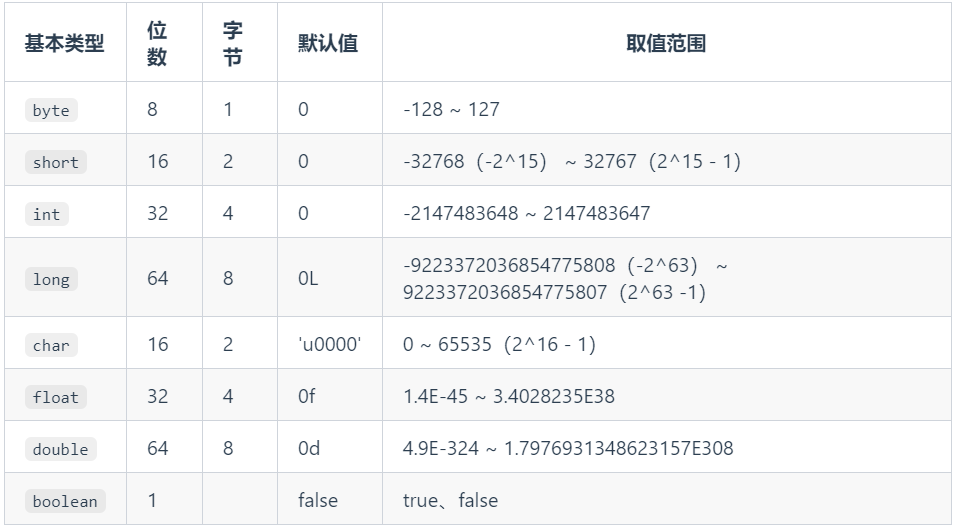 基本类型 位数 字节 默认值 取值范围
byte 8 1 0 -128 ~ 127
short 16 2 0 -32768（-2^15） ~ 32767（2^15 - 1）
int 32 4 0 -2147483648 ~ 2147483647
long 64 8 0L -9223372036854775808（-2^63） ~
9223372036854775807（2^63 -1）
char 16 2 'u0000' 0 ~ 65535（2^16 - 1）
float 32 4 0f 1.4E-45 ~ 3.4028235E38
double 64 8 0d 4.9E-324 ~ 1.7976931348623157E308
boolean 1 false true、false